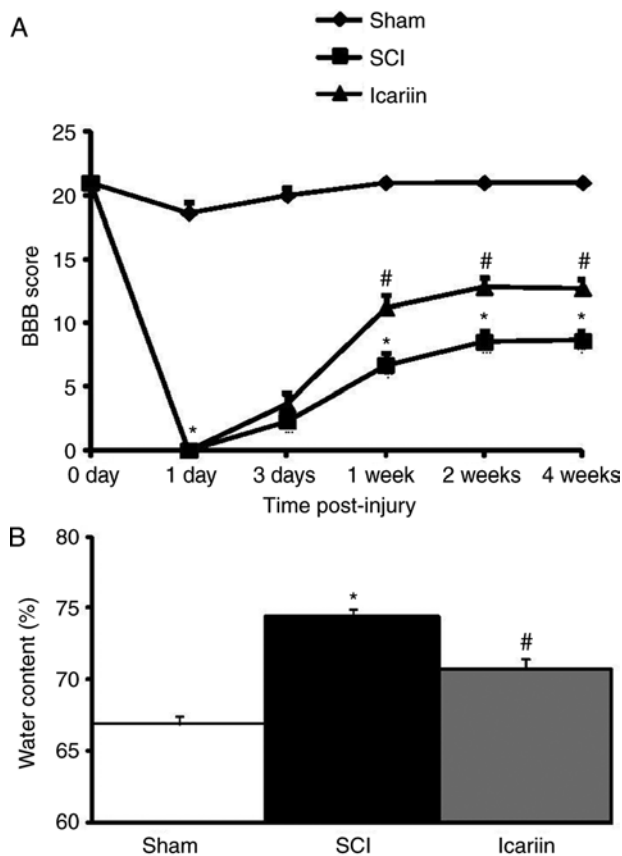 A
Sham
SCI
Icariin
25
20
15
10
5
0
BBB score
# # #
* * * *
0 day 1 day 3 days 1 week 2 weeks 4 weeks
Time post-injury
B
80
75
70
65
60
Water content (%)
*
#
Sham SCI Icariin